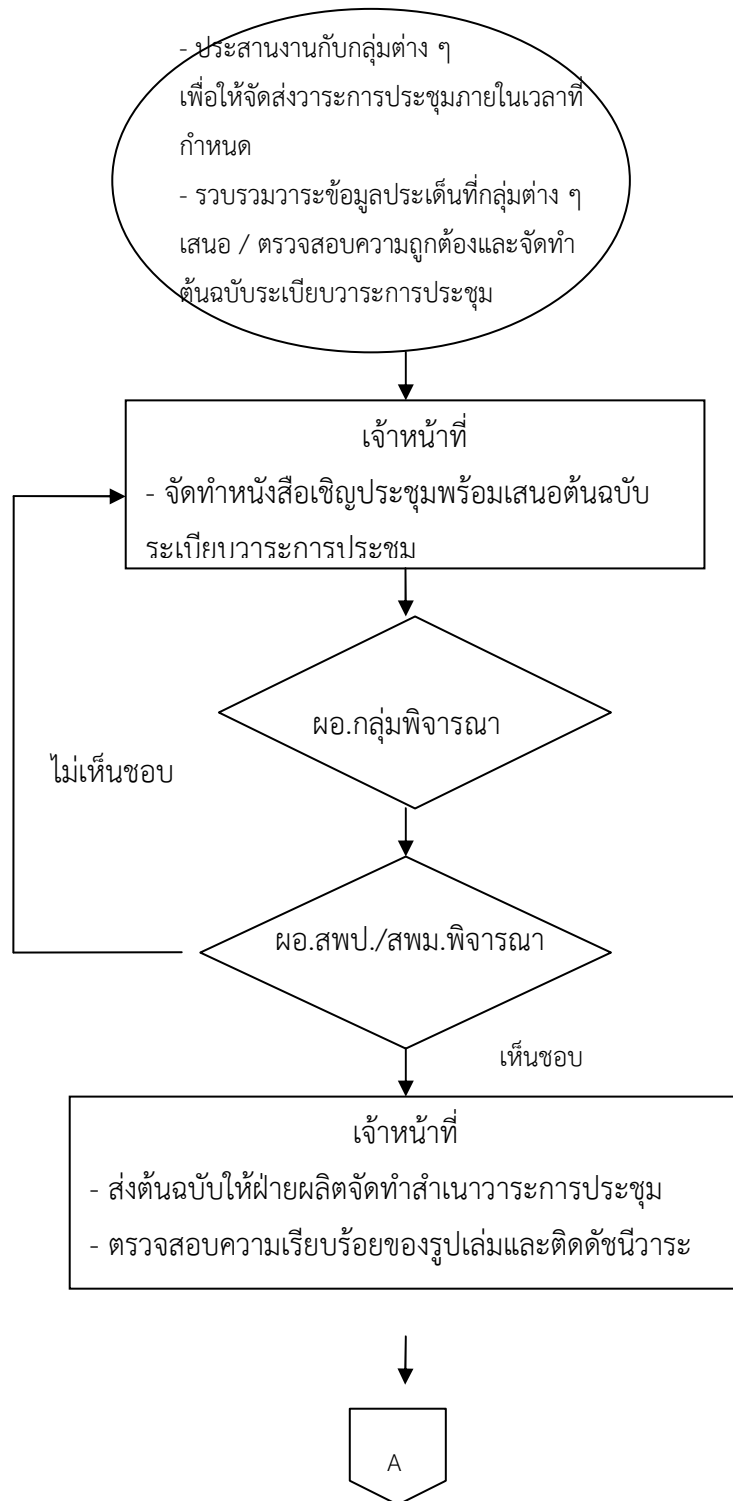 - ประสานงานกับกลุ่มต่าง ๆ
เพื่อให้จัดส่งวาระการประชุมภายในเวลาที่
กำหนด
- รวบรวมวาระข้อมูลประเด็นที่กลุ่มต่าง ๆ
เสนอ / ตรวจสอบความถูกต้องและจัดทำ
ต้นฉบับระเบียบวาระการประชุม
เจ้าหน้าที่
- จัดทำหนังสือเชิญประชุมพร้อมเสนอต้นฉบับ
ระเบียบวาระการประชุม
ผอ.กลุ่มพิจารณา
ไม่เห็นชอบ
ผอ.สพป./สพม.พิจารณา
เห็นชอบ
เจ้าหน้าที่
- ส่งต้นฉบับให้ฝ่ายผลิตจัดทำสำเนาวาระการประชุม
- ตรวจสอบความเรียบร้อยของรูปเล่มและติดดัชนีวาระ
A